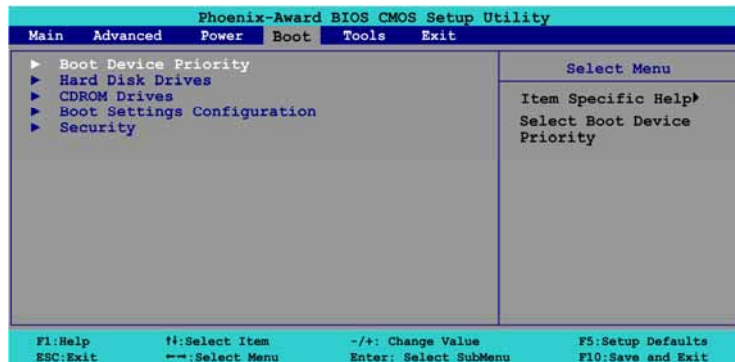 Phoenix-Award BIOS CMOS Setup Utility
Main Advanced Power Boot Tools Exit
► Boot Device Priority
► Hard Disk Drives
► CDROM Drives
► Boot Settings Configuration
► Security
Select Menu
Item Specific Help►
Select Boot Device
Priority
F1:Help ↑↓:Select Item -/+: Change Value F5:Setup Defaults
ESC:Exit ←→:Select Menu Enter: Select SubMenu F10:Save and Exit